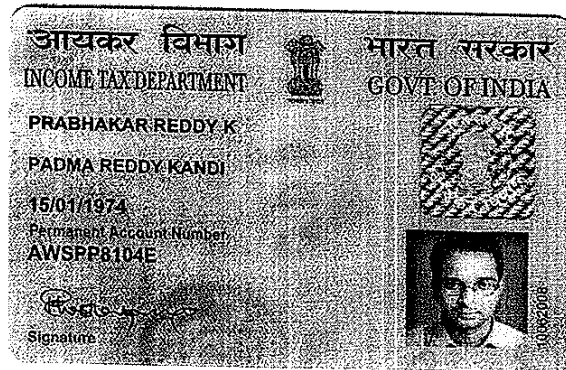 आयकर विभाग
INCOME TAX DEPARTMENT
भारत सरकार
GOVT. OF INDIA
PRABHAKAR REDDY K
PADMA REDDY KANDI
15/01/1974
Permanent Account Number
AWSPP8104E
Signature
10062008